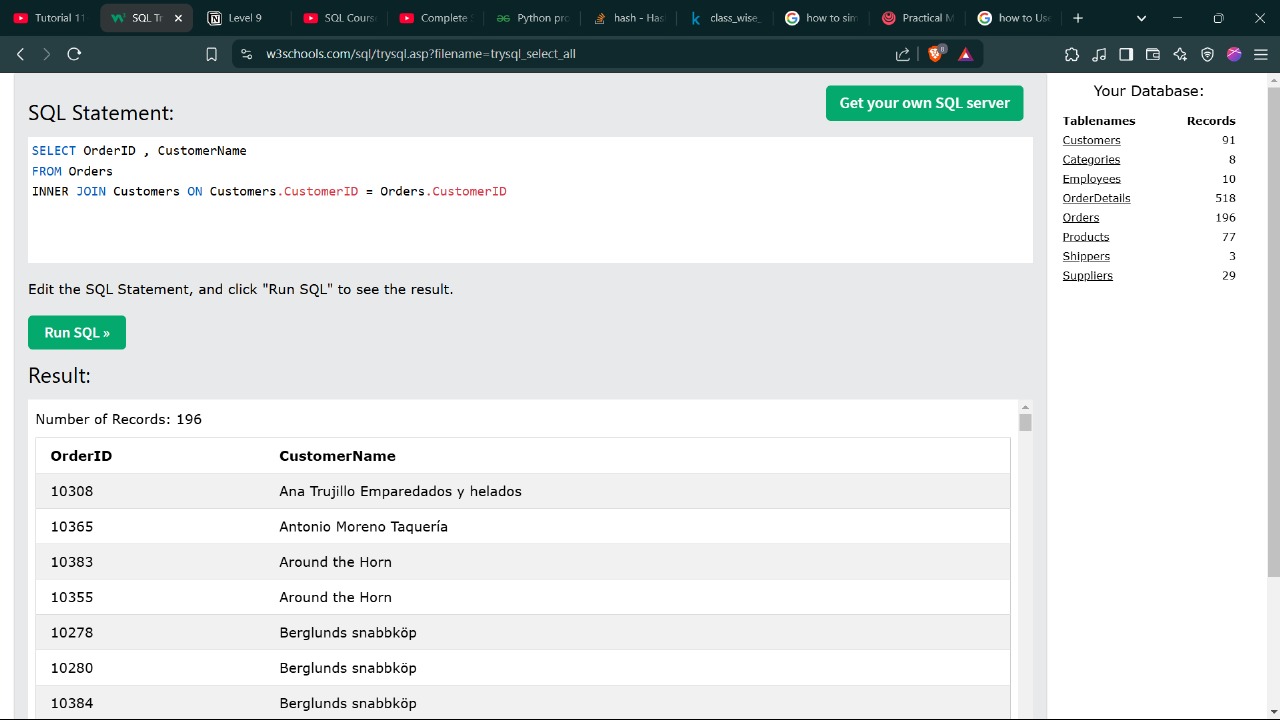 Tutorial 11
SQL Tr
Level 9
SQL Course
Complete
Python pro
hash - Has
class_wise_
how to sim
Practical M
how to Use
w3schools.com/sql/trysql.asp?filename=trysql_select_all
8
SQL Statement:
Get your own SQL server
SELECT OrderID , CustomerName
FROM Orders
INNER JOIN Customers ON Customers.CustomerID = Orders.CustomerID
Edit the SQL Statement, and click "Run SQL" to see the result.
Run SQL »
Result:
Number of Records: 196
OrderID CustomerName
10308 Ana Trujillo Emparedados y helados
10365 Antonio Moreno Taquería
10383 Around the Horn
10355 Around the Horn
10278 Berglunds snabbköp
10280 Berglunds snabbköp
10384 Berglunds snabbköp
Your Database:
Tablenames Records
Customers 91
Categories 8
Employees 10
OrderDetails 518
Orders 196
Products 77
Shippers 3
Suppliers 29